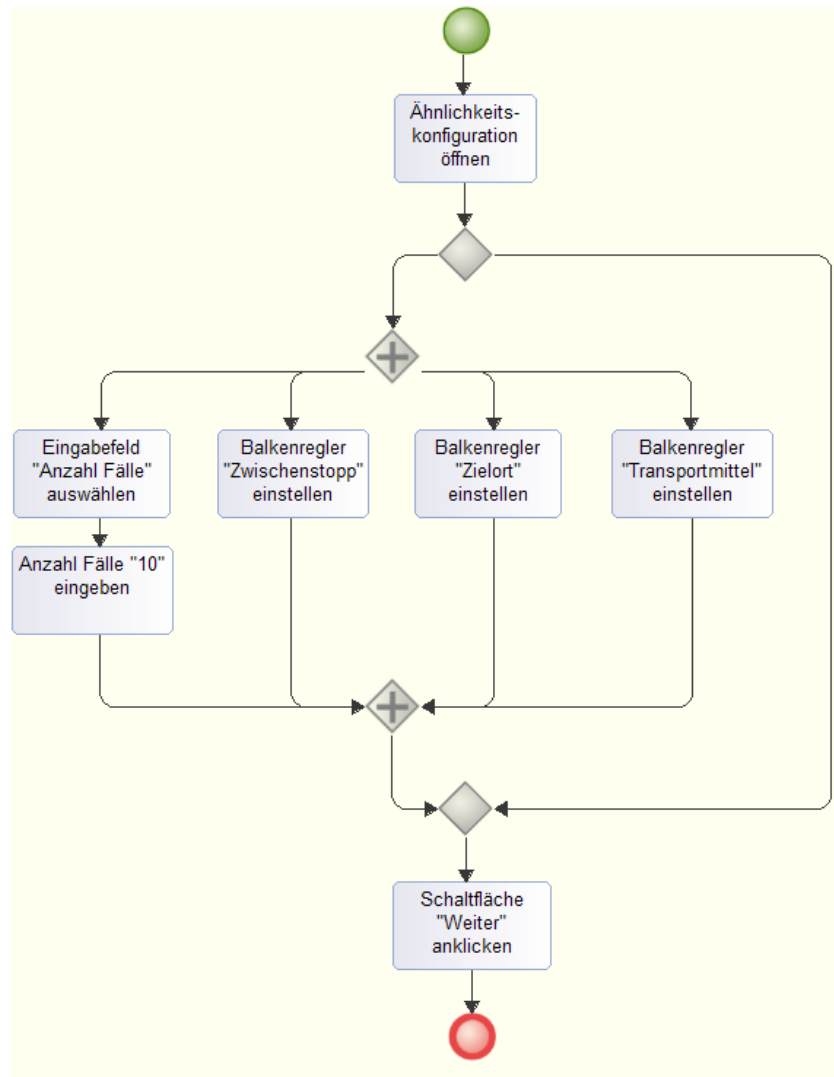 Ähnlichkeits-
konfiguration
öffnen
Eingabefeld
"Anzahl Fälle"
auswählen
Balkenregler
"Zwischenstopp"
einstellen
Balkenregler
"Zielort"
einstellen
Balkenregler
"Transportmittel"
einstellen
Anzahl Fälle "10"
eingeben
Schaltfläche
"Weiter"
anklicken